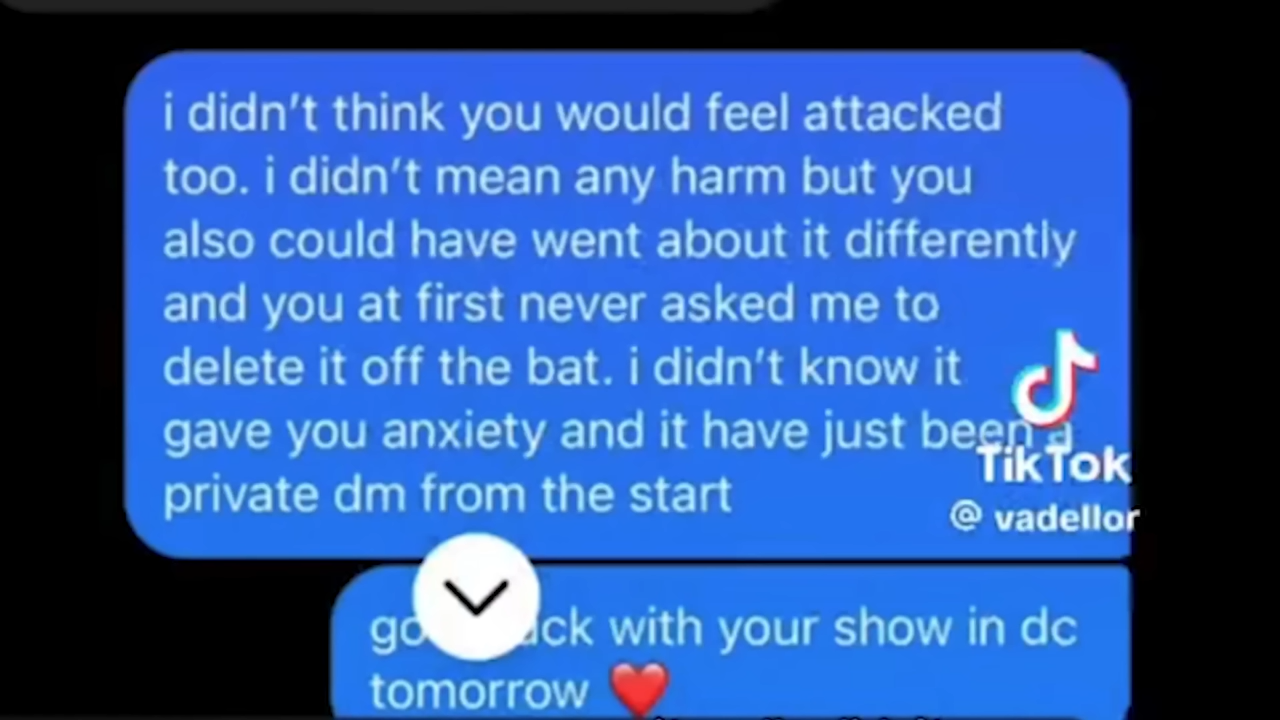 i didn’t think you would feel attacked
too. i didn’t mean any harm but you
also could have went about it differently
and you at first never asked me to
delete it off the bat. i didn’t know it
gave you anxiety and it have just been a
private dm from the start
TikTok
@ vadellor
with your show in dc
tomorrow ❤️